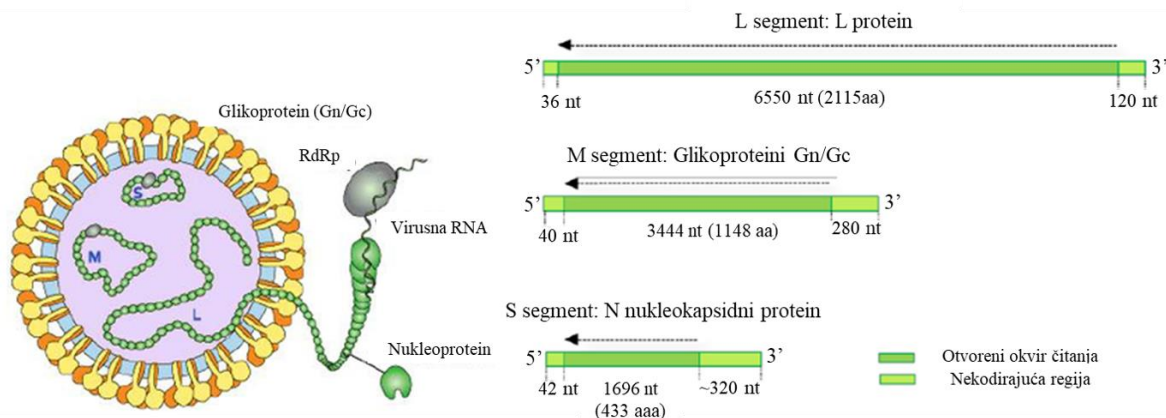 Glikoprotein (Gn/Gc)
RdRp
Virusna RNA
Nukleoprotein
S
M
L
L segment: L protein
5’ 3’
36 nt 6550 nt (2115aa) 120 nt
M segment: Glikoproteini Gn/Gc
5’ 3’
40 nt 3444 nt (1148 aa) 280 nt
S segment: N nukleokapsidni protein
5’ 3’
42 nt 1696 nt ~320 nt
(433 aaa)
Otvoreni okvir čitanja
Nekodirajuća regija